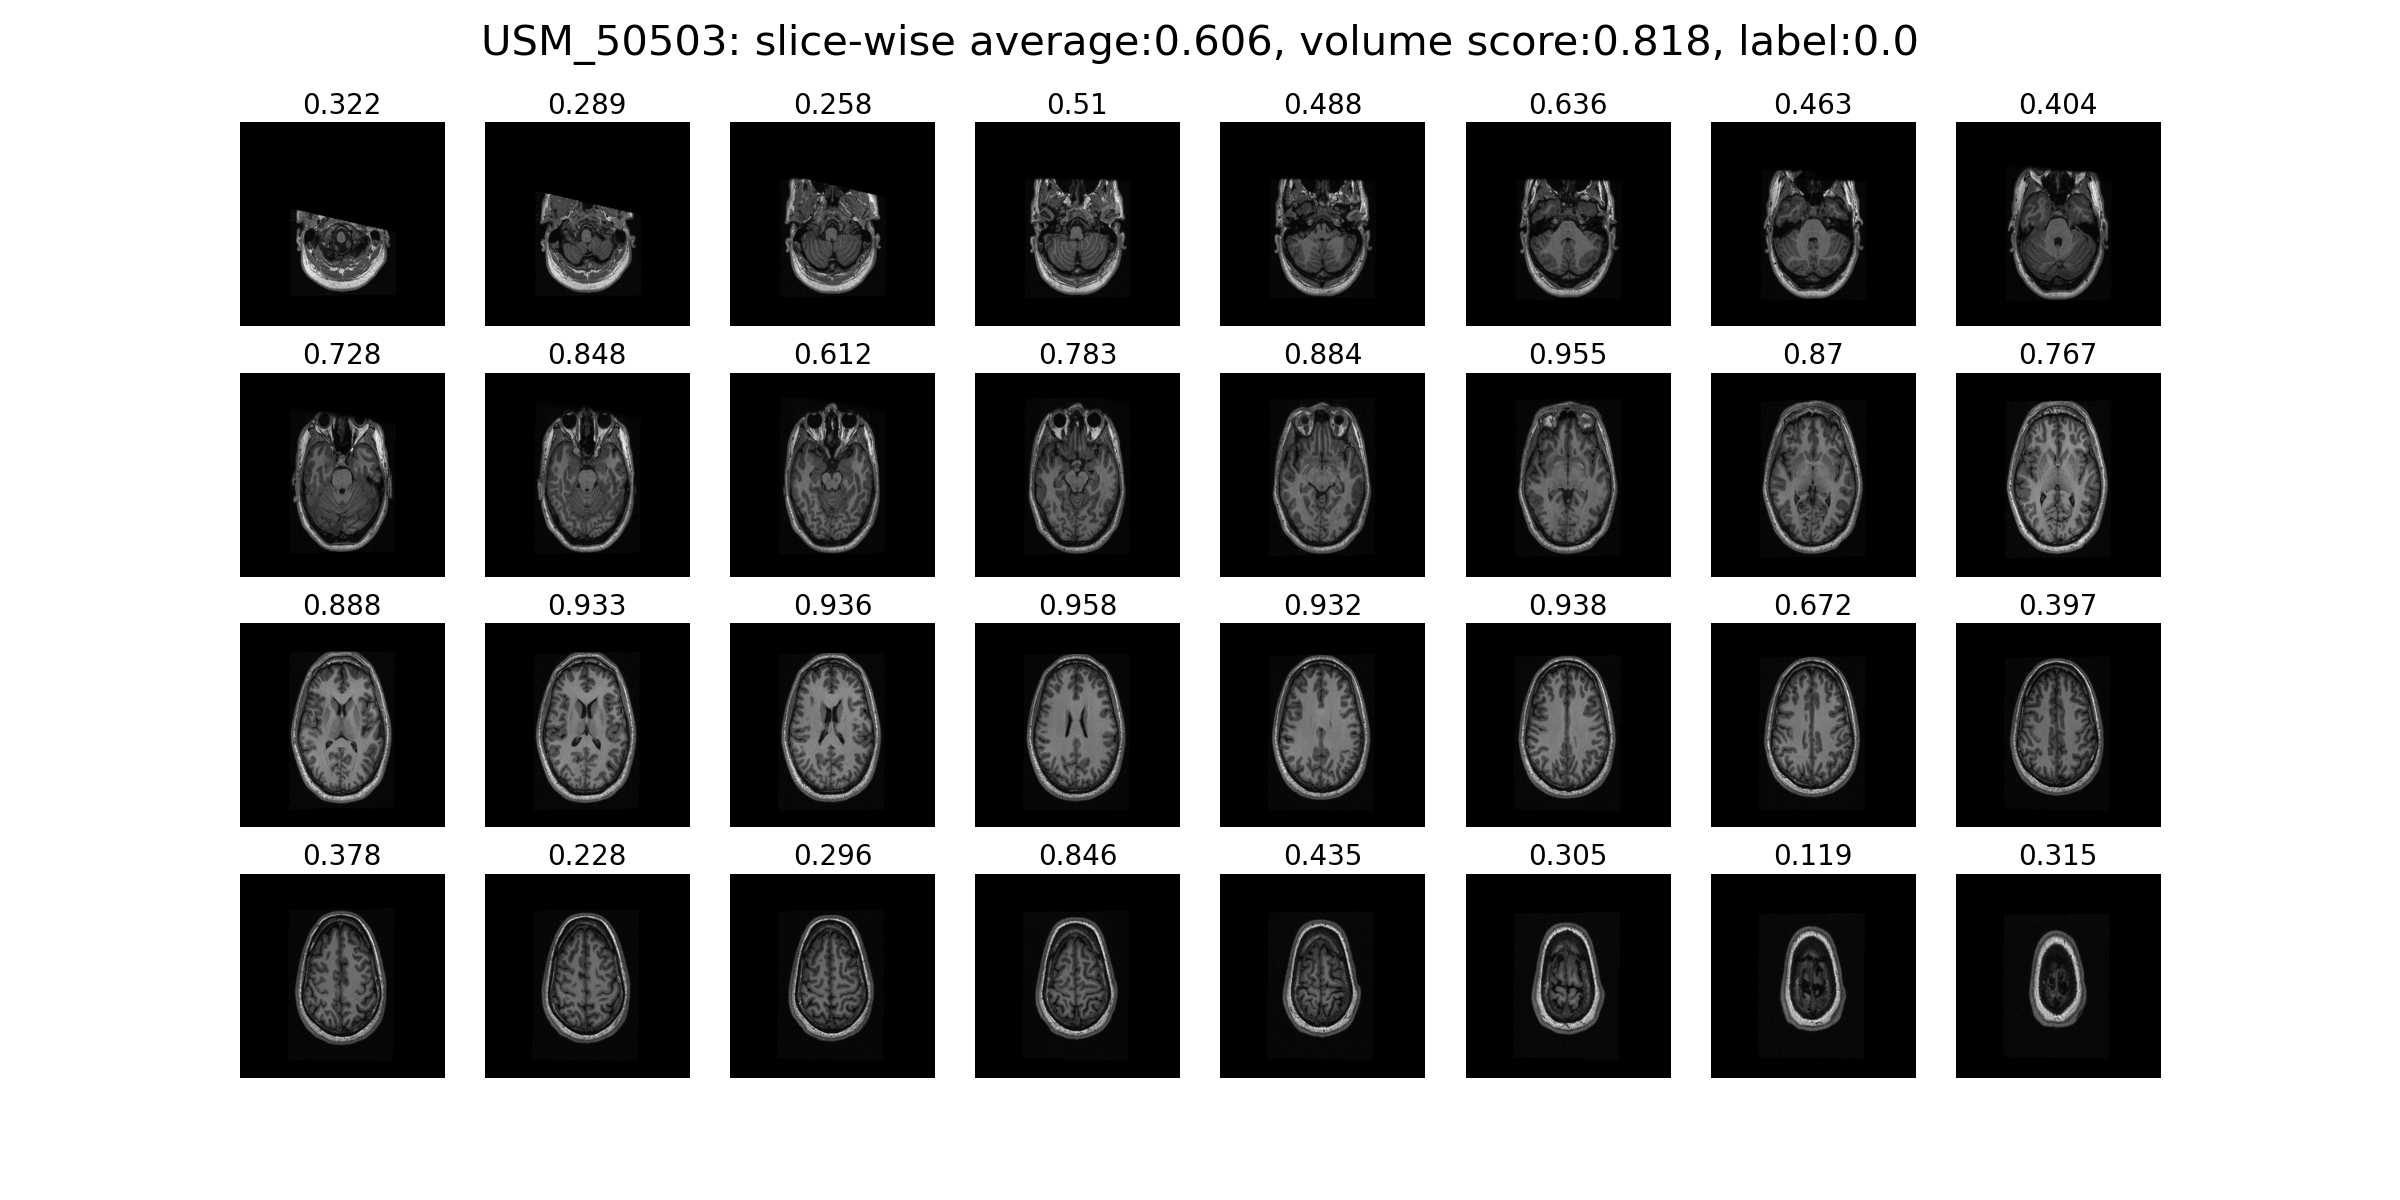 USM_50503: slice-wise average:0.606, volume score:0.818, label:0.0
0.322 0.289 0.258 0.51 0.488 0.636 0.463 0.404
0.728 0.848 0.612 0.783 0.884 0.955 0.87 0.767
0.888 0.933 0.936 0.958 0.932 0.938 0.672 0.397
0.378 0.228 0.296 0.846 0.435 0.305 0.119 0.315